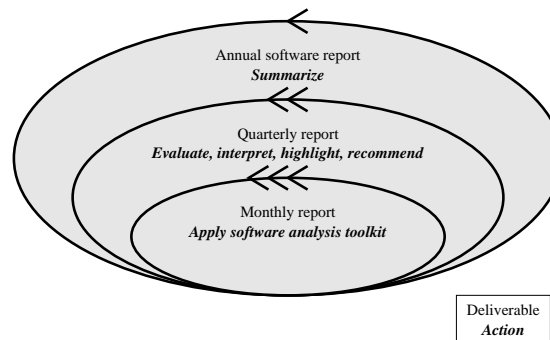 Annual software report
Summarize
Quarterly report
Evaluate, interpret, highlight, recommend
Monthly report
Apply software analysis toolkit
Deliverable
Action